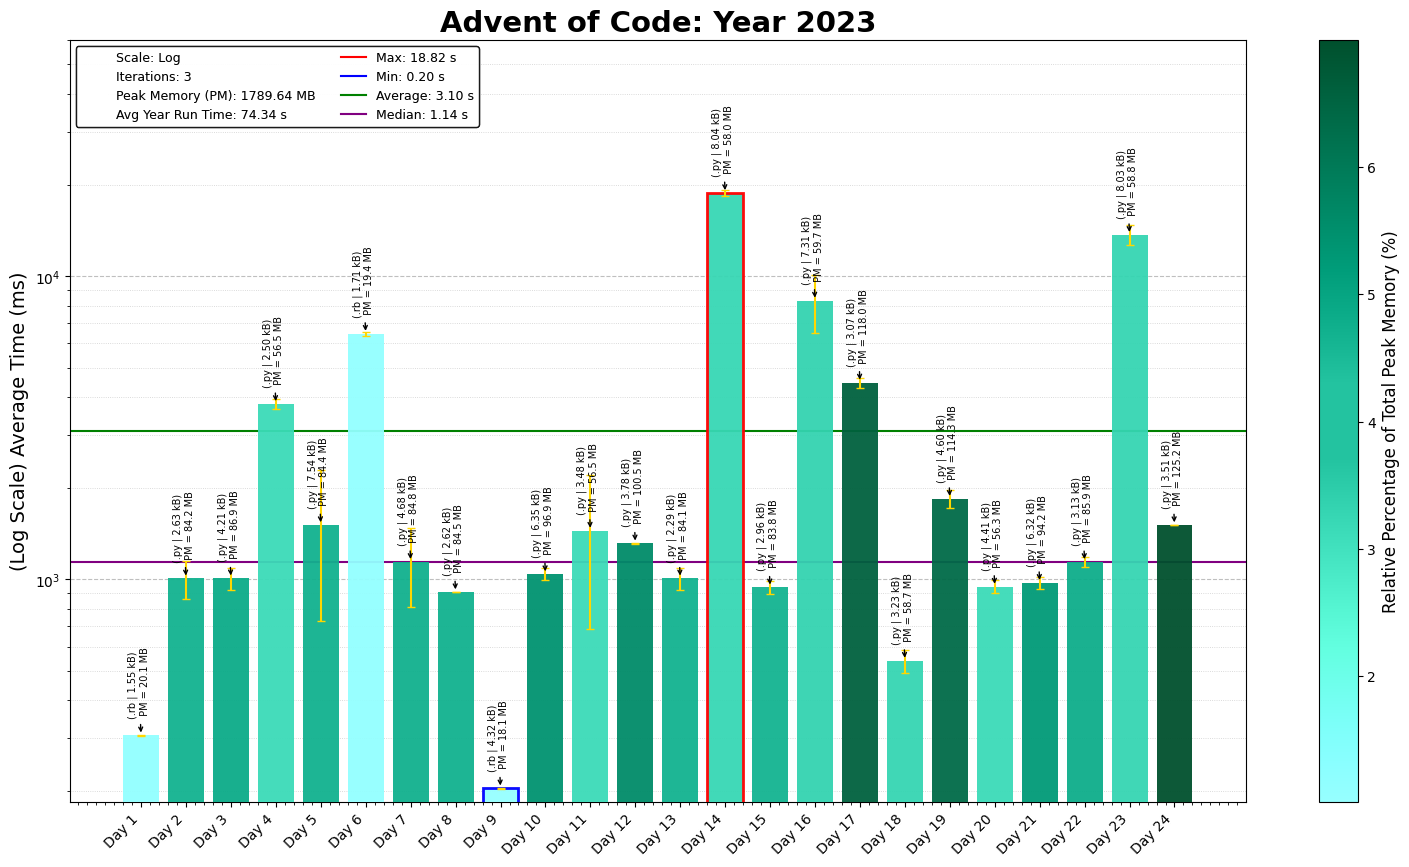 Advent of Code: Year 2023
Scale: Log
Iterations: 3
Peak Memory (PM): 1789.64 MB
Avg Year Run Time: 74.34 s
Max: 18.82 s
Min: 0.20 s
Average: 3.10 s
Median: 1.14 s
(Log Scale) Average Time (ms)
10⁴
10³
(.rb | 1.55 kB)
PM = 20.1 MB
(.py | 2.63 kB)
PM = 84.2 MB
(.py | 4.21 kB)
PM = 86.9 MB
(.py | 2.50 kB)
PM = 56.5 MB
(.py | 7.54 kB)
PM = 84.4 MB
(.rb | 1.71 kB)
PM = 19.4 MB
(.py | 4.68 kB)
PM = 84.8 MB
(.py | 2.62 kB)
PM = 84.5 MB
(.rb | 4.32 kB)
PM = 18.1 MB
(.py | 6.35 kB)
PM = 96.9 MB
(.py | 3.48 kB)
PM = 56.5 MB
(.py | 3.78 kB)
PM = 100.5 MB
(.py | 2.29 kB)
PM = 84.1 MB
(.py | 8.04 kB)
PM = 58.0 MB
(.py | 2.96 kB)
PM = 83.8 MB
(.py | 7.31 kB)
PM = 59.7 MB
(.py | 3.07 kB)
PM = 118.0 MB
(.py | 3.23 kB)
PM = 58.7 MB
(.py | 4.60 kB)
PM = 114.3 MB
(.py | 4.41 kB)
PM = 56.3 MB
(.py | 6.32 kB)
PM = 94.2 MB
(.py | 3.13 kB)
PM = 85.9 MB
(.py | 8.03 kB)
PM = 58.8 MB
(.py | 3.51 kB)
PM = 125.2 MB
Day 1
Day 2
Day 3
Day 4
Day 5
Day 6
Day 7
Day 8
Day 9
Day 10
Day 11
Day 12
Day 13
Day 14
Day 15
Day 16
Day 17
Day 18
Day 19
Day 20
Day 21
Day 22
Day 23
Day 24
6
5
4
3
2
Relative Percentage of Total Peak Memory (%)